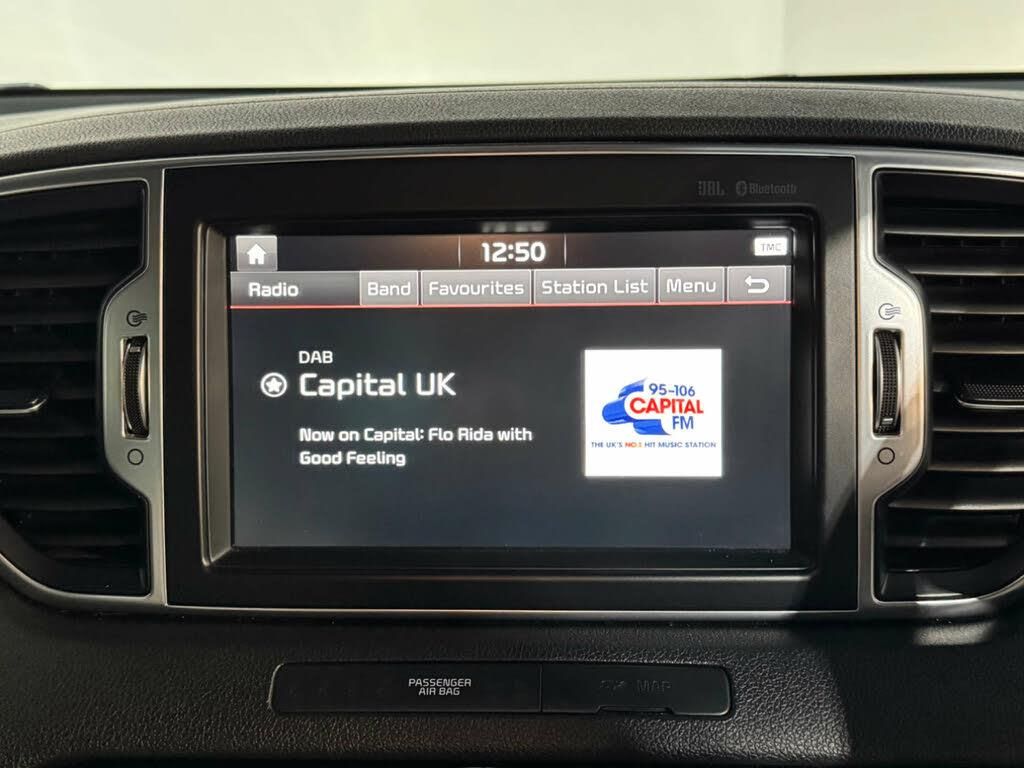 JBL Bluetooth
12:50
TMC
Radio Band Favourites Station List Menu
DAB
Capital UK
Now on Capital: Flo Rida with
Good Feeling
95-106
CAPITAL
FM
THE UK'S NO.1 HIT MUSIC STATION
PASSENGER
AIR BAG
MAP